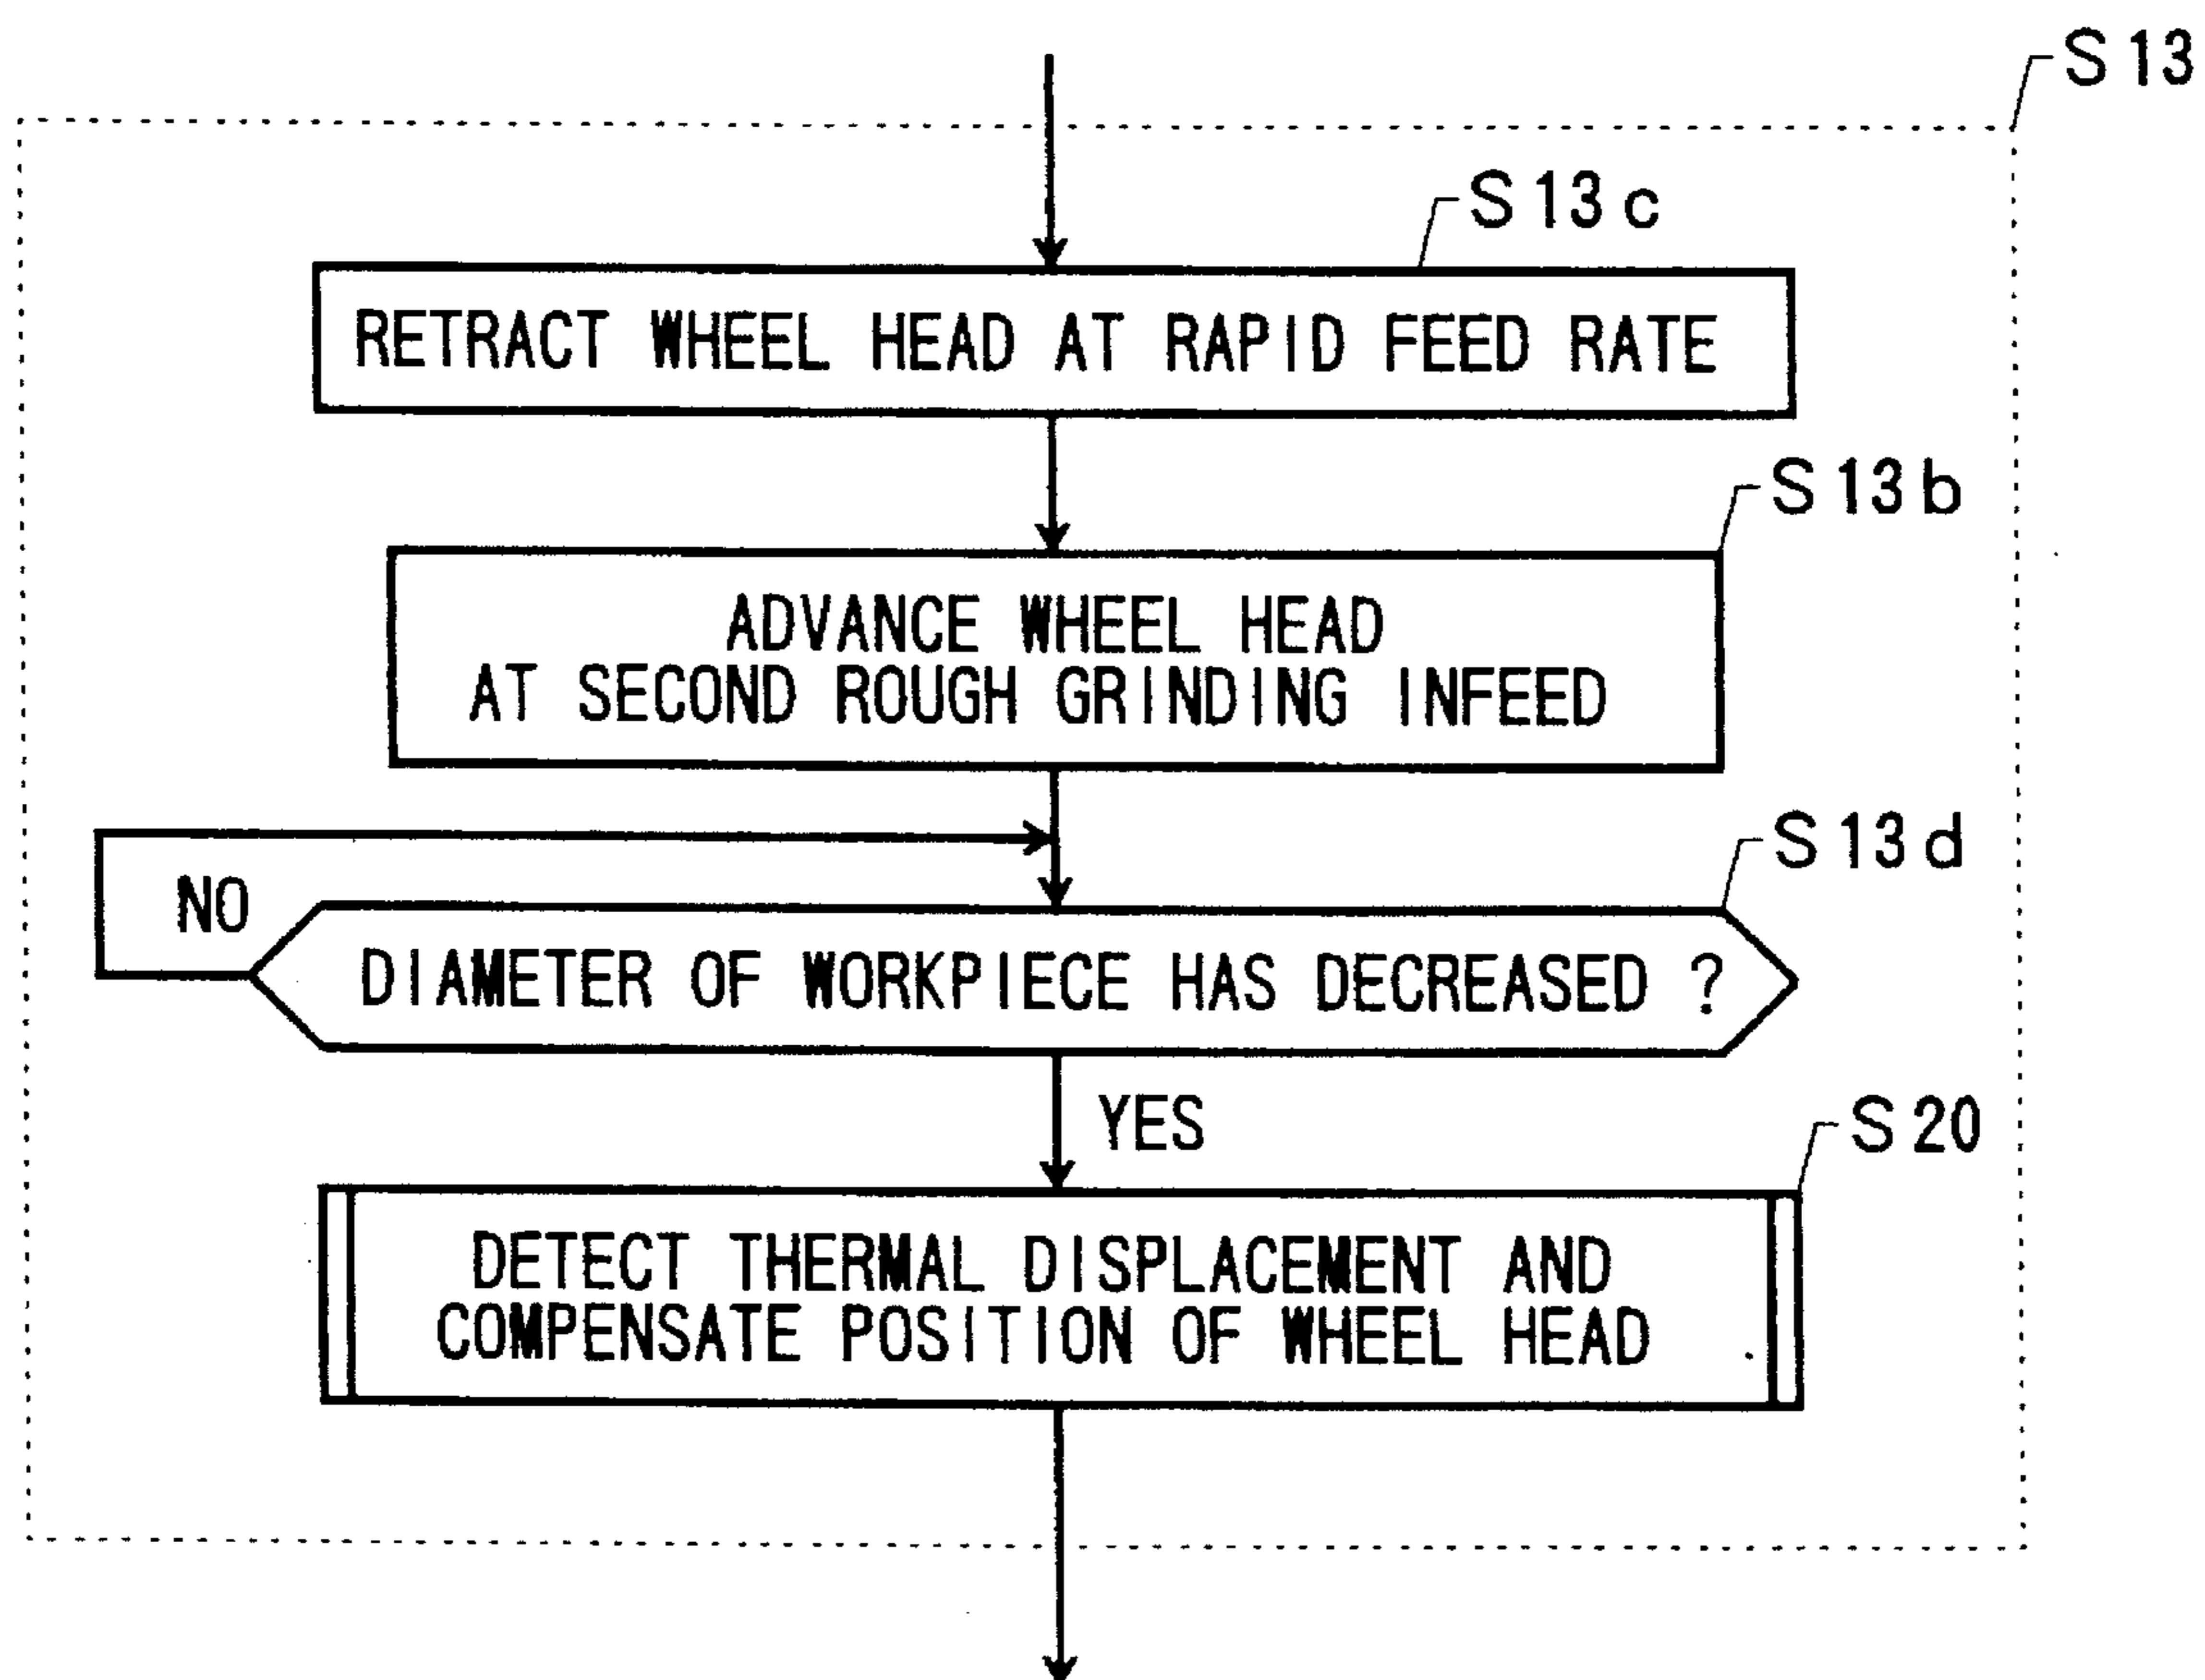 S13
S13c
RETRACT WHEEL HEAD AT RAPID FEED RATE
S13b
ADVANCE WHEEL HEAD
AT SECOND ROUGH GRINDING INFEED
S13d
NO
DIAMETER OF WORKPIECE HAS DECREASED ?
YES
S20
DETECT THERMAL DISPLACEMENT AND
COMPENSATE POSITION OF WHEEL HEAD